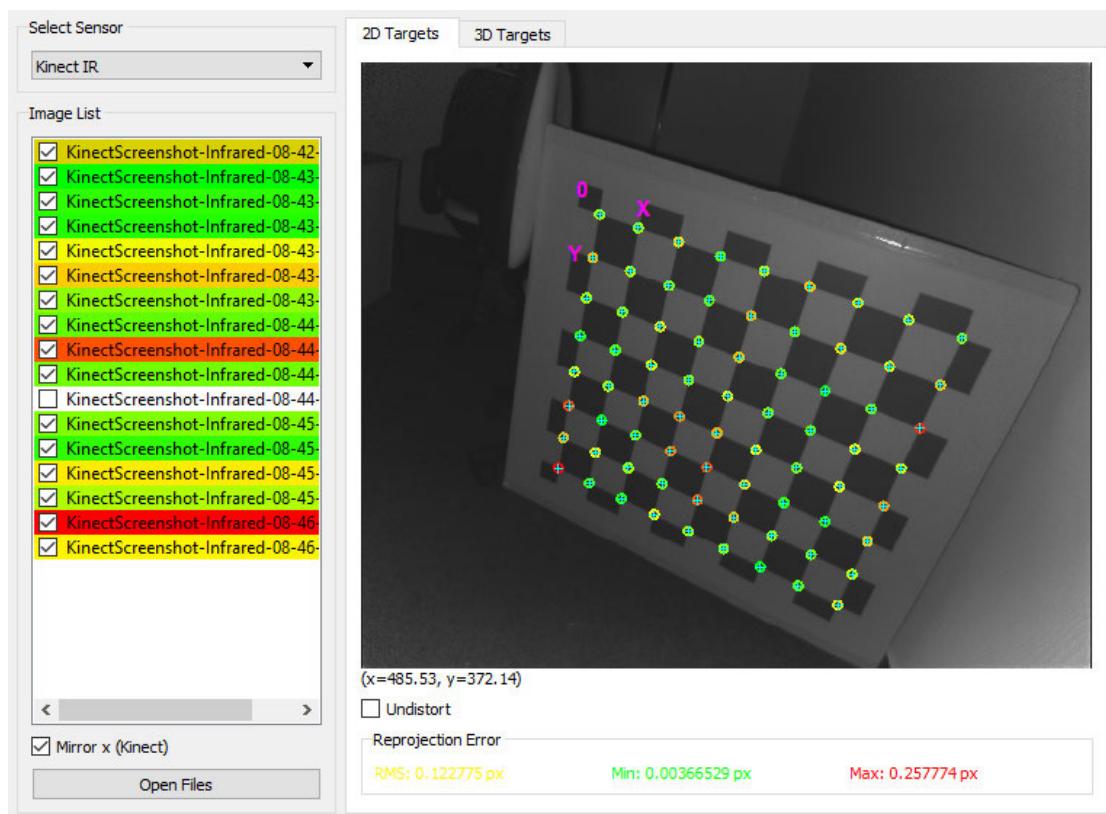 Select Sensor
Kinect IR
Image List
KinectScreenshot-Infrared-08-42-
KinectScreenshot-Infrared-08-43-
KinectScreenshot-Infrared-08-43-
KinectScreenshot-Infrared-08-43-
KinectScreenshot-Infrared-08-43-
KinectScreenshot-Infrared-08-43-
KinectScreenshot-Infrared-08-43-
KinectScreenshot-Infrared-08-44-
KinectScreenshot-Infrared-08-44-
KinectScreenshot-Infrared-08-44-
KinectScreenshot-Infrared-08-44-
KinectScreenshot-Infrared-08-45-
KinectScreenshot-Infrared-08-45-
KinectScreenshot-Infrared-08-45-
KinectScreenshot-Infrared-08-45-
KinectScreenshot-Infrared-08-46-
KinectScreenshot-Infrared-08-46-
Mirror x (Kinect)
Open Files
2D Targets 3D Targets
0
X
Y
(x=485.53, y=372.14)
Undistort
Reprojection Error
RMS: 0.122775 px Min: 0.00366529 px Max: 0.257774 px